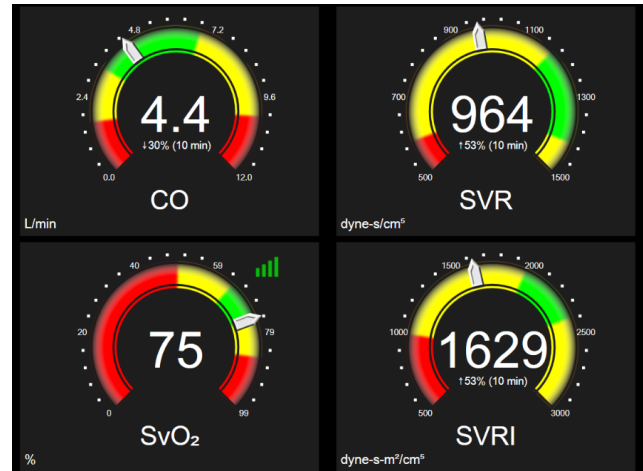 4.8
7.2
2.4
9.6
4.4
↓30% (10 min)
0.0
12.0
CO
L/min
900
1100
700
1300
964
↑53% (10 min)
500
1500
SVR
dyne-s/cm⁵
40
59
20
79
75
0
99
SvO₂
%
1500
2000
1000
2500
1629
↑53% (10 min)
500
3000
SVRI
dyne-s-m²/cm⁵